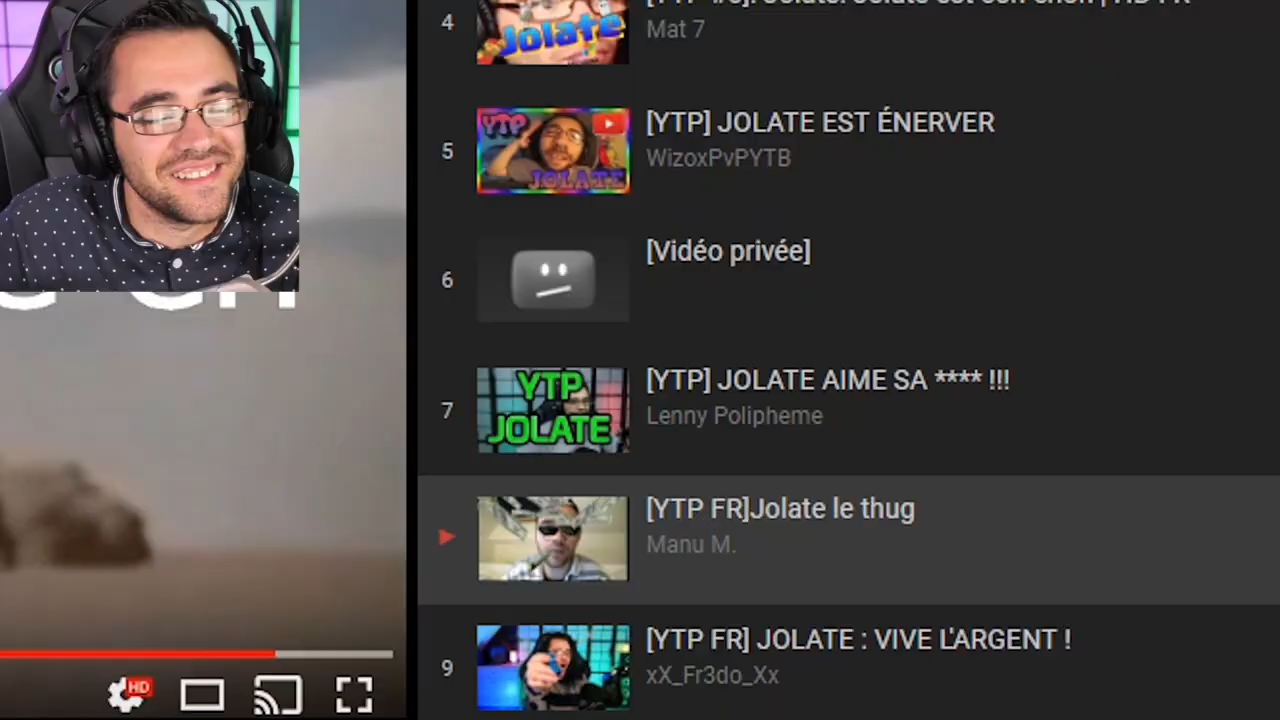 4
Jolate
Mat 7
5
YTP
JOLATE
[YTP] JOLATE EST ÉNERVER
WizoxPvPYTB
6
[Vidéo privée]
7
YTP
JOLATE
[YTP] JOLATE AIME SA **** !!!
Lenny Polipheme
[YTP FR]Jolate le thug
Manu M.
9
[YTP FR] JOLATE : VIVE L'ARGENT !
xX_Fr3do_Xx
HD